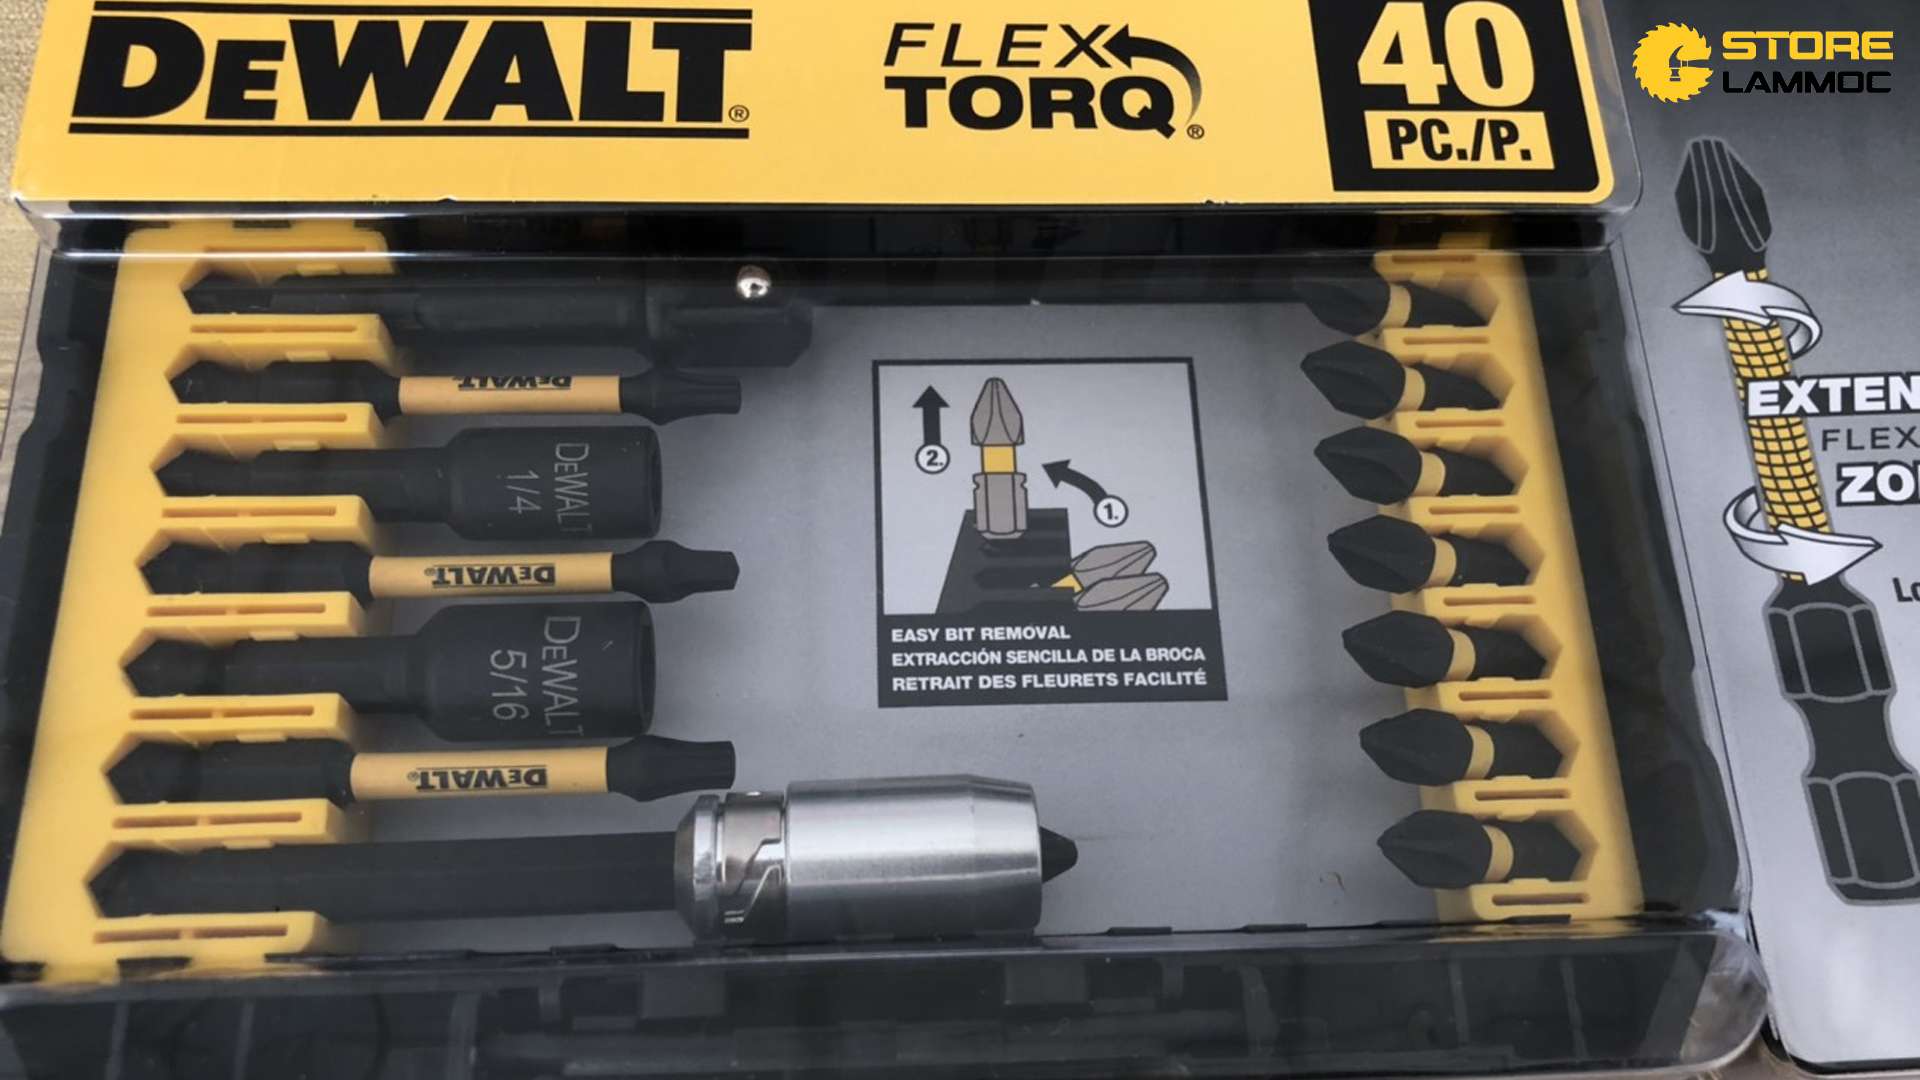 DEWALT®
FLEX
TORQ®
40
PC./P.
STORE
LAMMOC
DEWALT®
DEWALT
1/4
DEWALT®
DEWALT
5/16
DEWALT®
2.
1.
EASY BIT REMOVAL
EXTRACCIÓN SENCILLA DE LA BROCA
RETRAIT DES FLEURETS FACILITÉ
EXTEN
FLEX